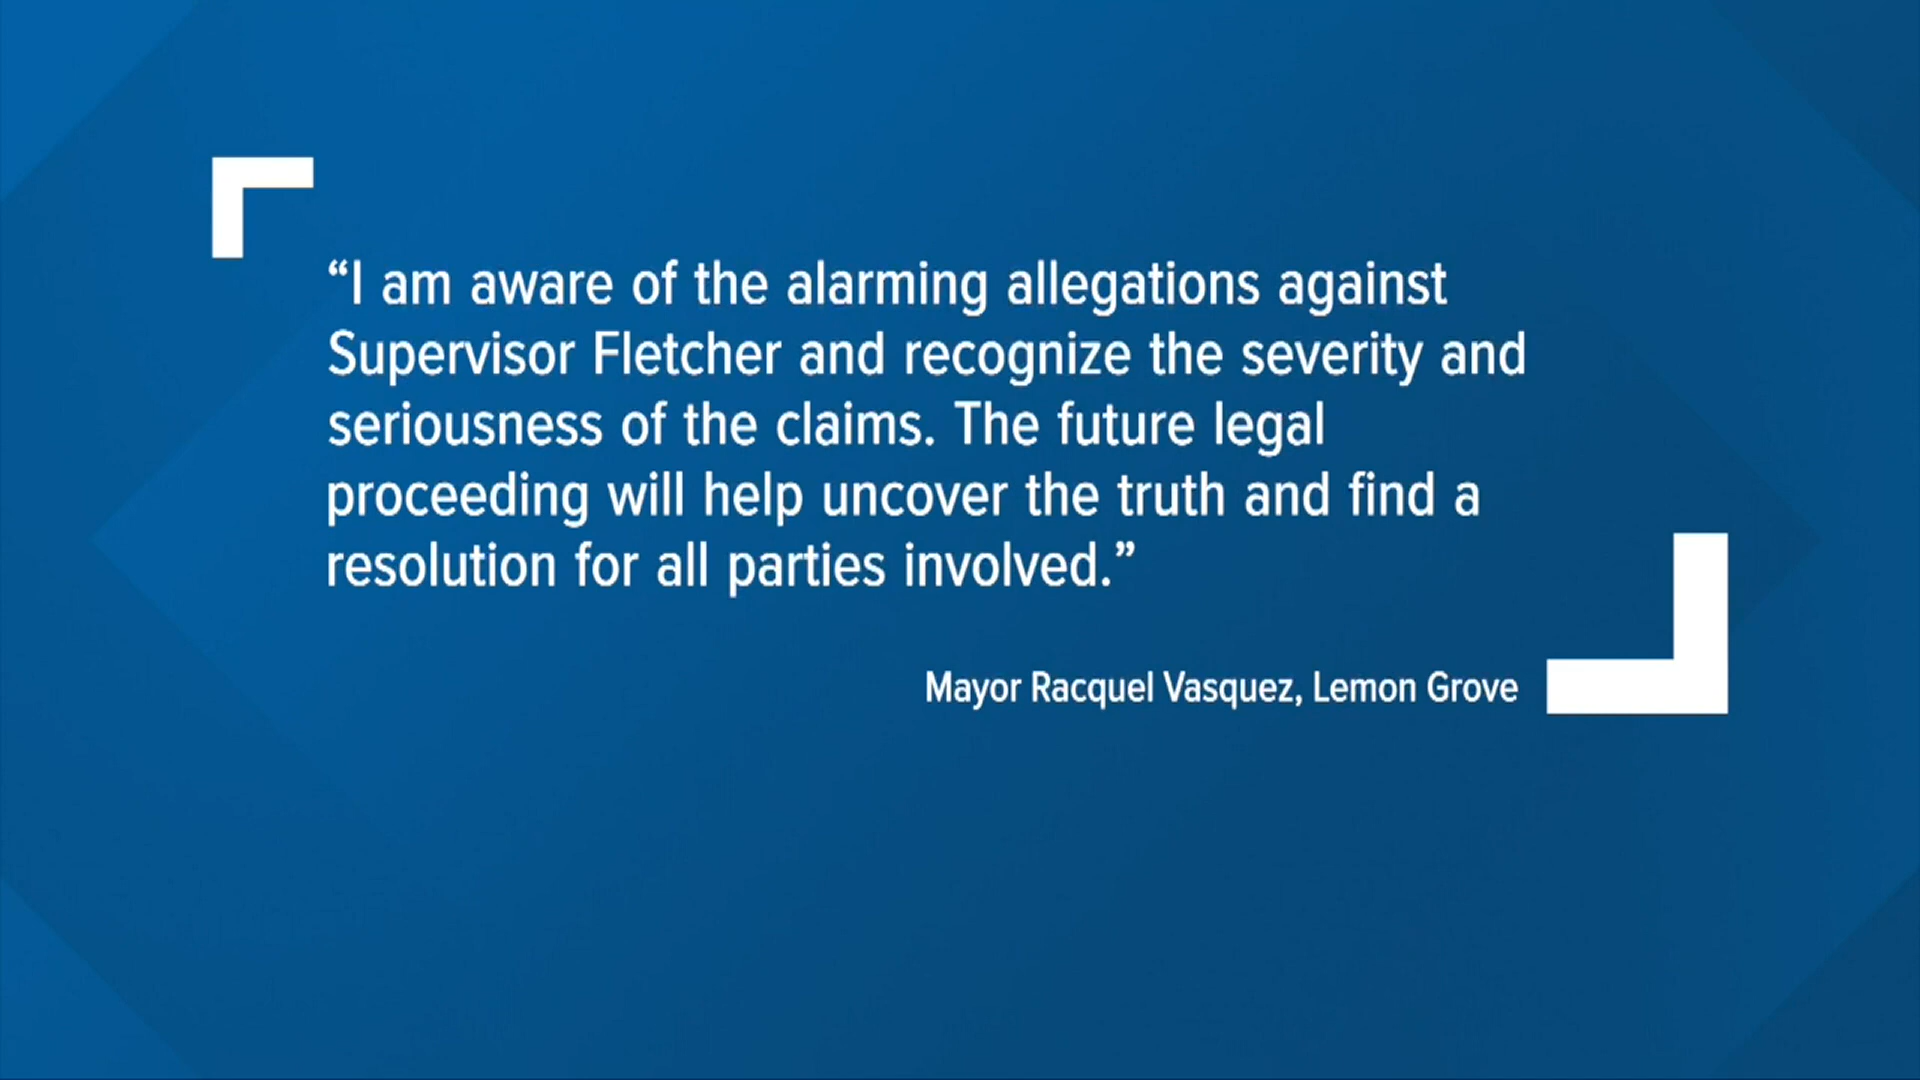 “I am aware of the alarming allegations against
Supervisor Fletcher and recognize the severity and
seriousness of the claims. The future legal
proceeding will help uncover the truth and find a
resolution for all parties involved.”
Mayor Racquel Vasquez, Lemon Grove